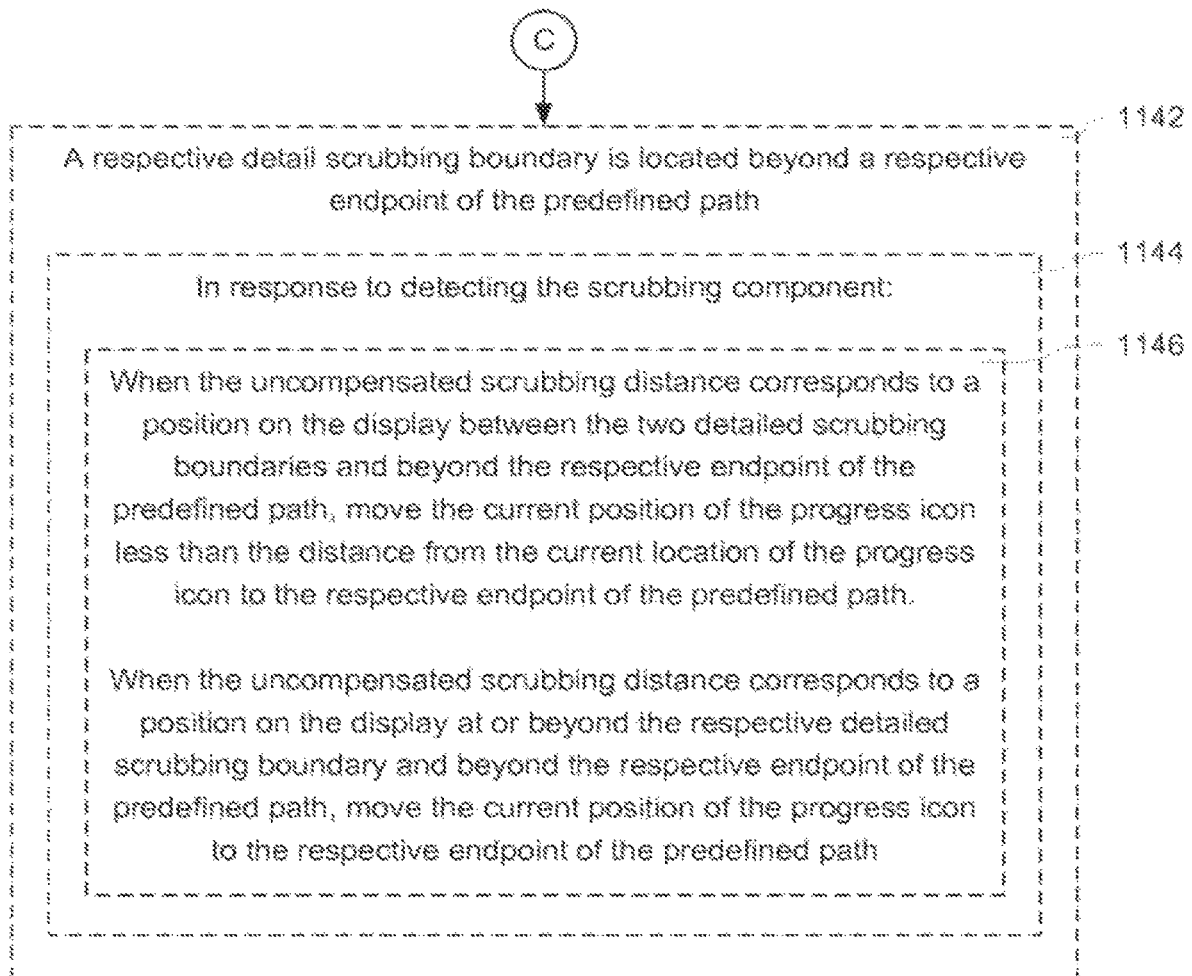 C
1142
A respective detail scrubbing boundary is located beyond a respective
endpoint of the predefined path
1144
In response to detecting the scrubbing component:
1146
When the uncompensated scrubbing distance corresponds to a
position on the display between the two detailed scrubbing
boundaries and beyond the respective endpoint of the
predefined path, move the current position of the progress icon
less than the distance from the current location of the progress
icon to the respective endpoint of the predefined path.
When the uncompensated scrubbing distance corresponds to a
position on the display at or beyond the respective detailed
scrubbing boundary and beyond the respective endpoint of the
predefined path, move the current position of the progress icon
to the respective endpoint of the predefined path